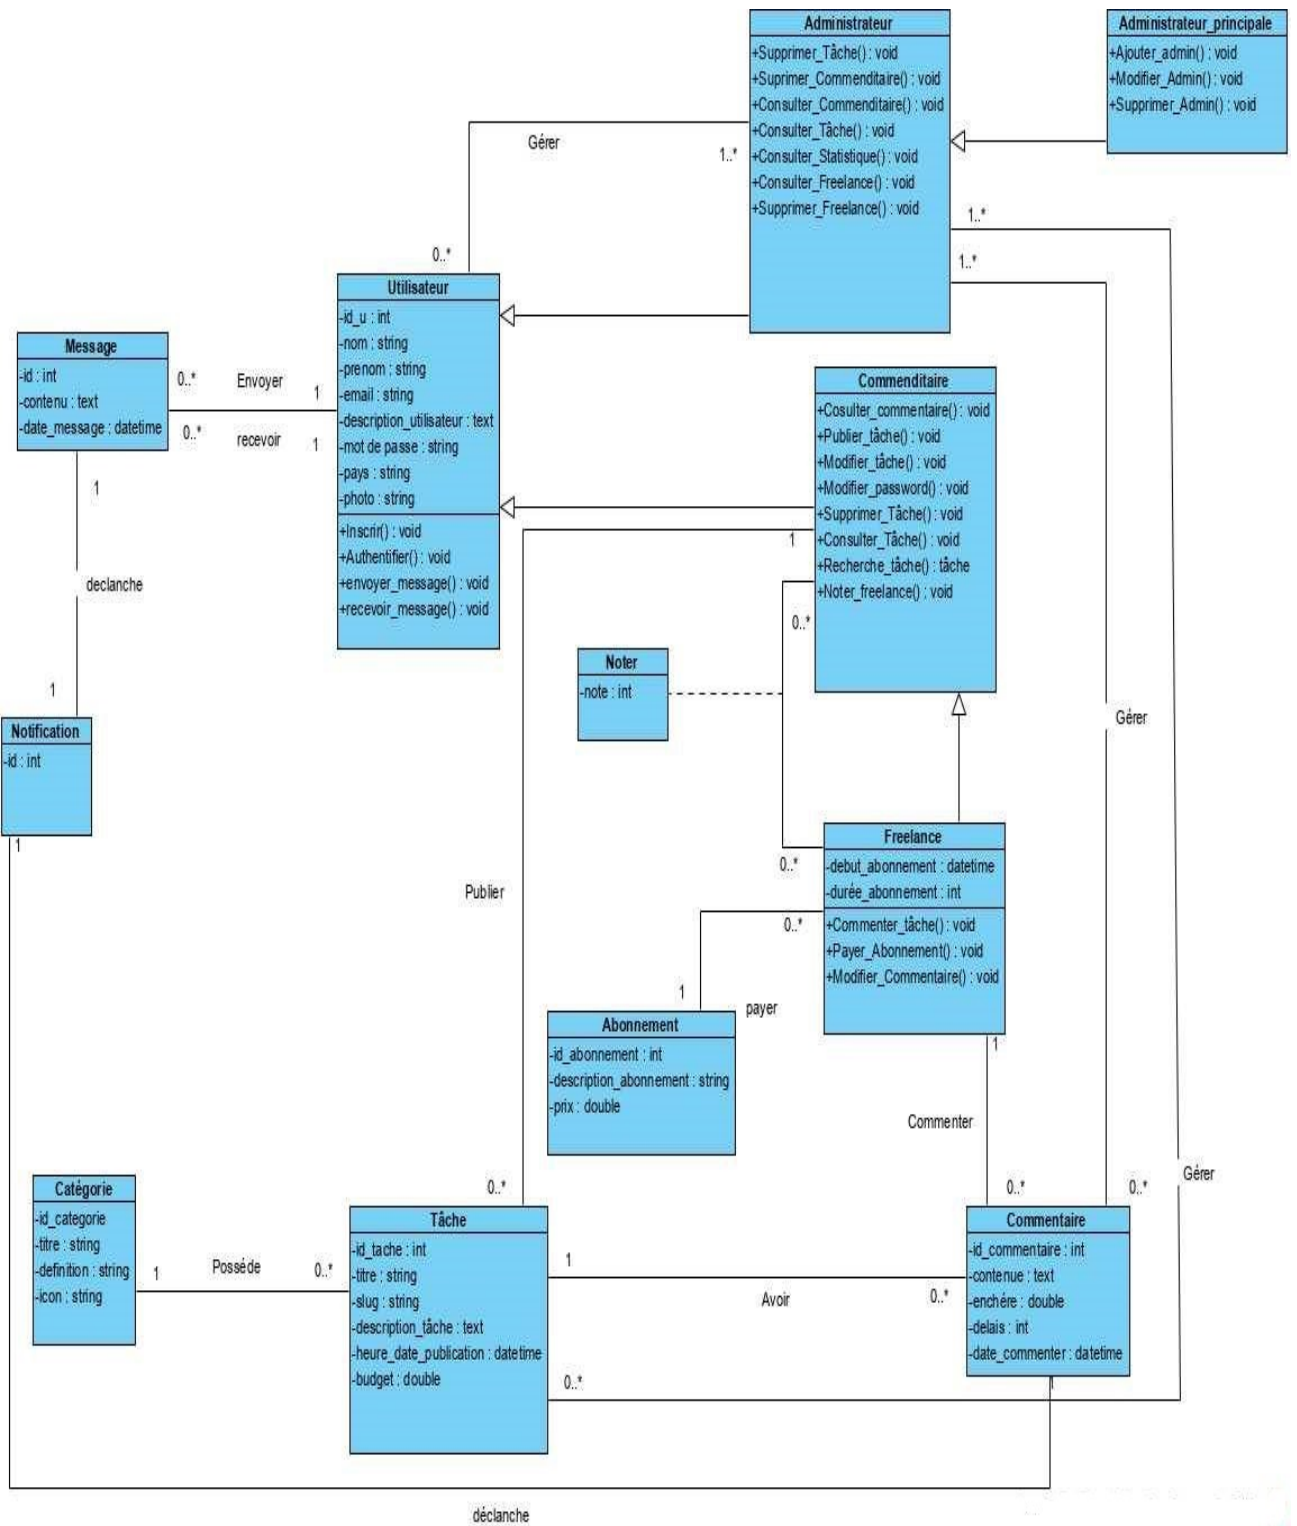 Administrateur
+Supprimer_Tâche() : void
+Suprimer_Commenditaire() : void
+Consulter_Commenditaire() : void
+Consulter_Tâche() : void
+Consulter_Statistique() : void
+Consulter_Freelance() : void
+Supprimer_Freelance() : void
Administrateur_principale
+Ajouter_admin() : void
+Modifier_Admin() : void
+Supprimer_Admin() : void
Gérer
1..*
0..*
1..*
1..*
Utilisateur
-id_u : int
-nom : string
-prenom : string
-email : string
-description_utilisateur : text
-mot de passe : string
-pays : string
-photo : string
+Inscrir() : void
+Authentifier() : void
+envoyer_message() : void
+recevoir_message() : void
Message
-id : int
-contenu : text
-date_message : datetime
0..*
Envoyer
1
0..*
recevoir
1
1
declanche
1
Commenditaire
+Cosulter_commentaire() : void
+Publier_tâche() : void
+Modifier_tâche() : void
+Modifier_password() : void
+Supprimer_Tâche() : void
+Consulter_Tâche() : void
+Recherche_tâche() : tâche
+Noter_freelance() : void
1
0..*
Noter
-note : int
Notification
-id : int
1
Gérer
Freelance
-debut_abonnement : datetime
-durée_abonnement : int
+Commenter_tâche() : void
+Payer_Abonnement() : void
+Modifier_Commentaire() : void
0..*
Publier
0..*
1
payer
Abonnement
-id_abonnement : int
-description_abonnement : string
-prix : double
1
Commenter
Gérer
0..*
0..*
0..*
Catégorie
-id_categorie
-titre : string
-definition : string
-icon : string
1
Posséde
0..*
Tâche
-id_tache : int
-titre : string
-slug : string
-description_tâche : text
-heure_date_publication : datetime
-budget : double
1
Avoir
0..*
0..*
Commentaire
-id_commentaire : int
-contenue : text
-enchére : double
-delais : int
-date_commenter : datetime
1
déclanche